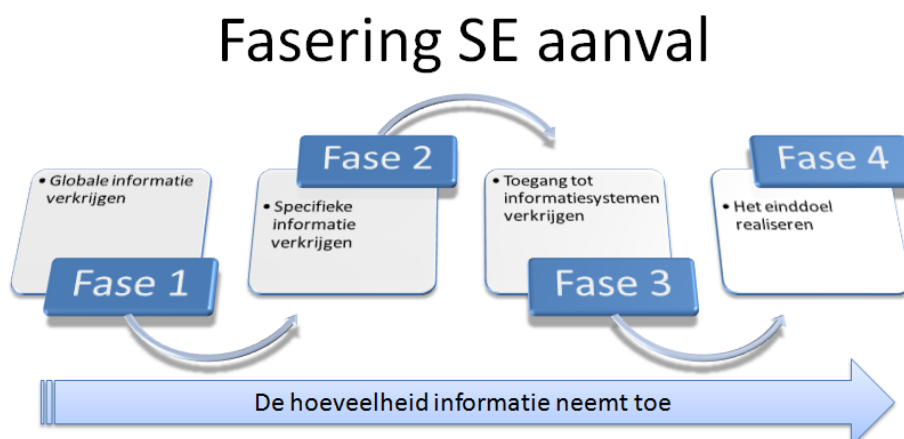 Fasering SE aanval
• Globale informatie
verkrijgen
Fase 1
Fase 2
• Specifieke
informatie
verkrijgen
• Toegang tot
informatiesystemen
verkrijgen
Fase 3
Fase 4
• Het einddoel
realiseren
De hoeveelheid informatie neemt toe